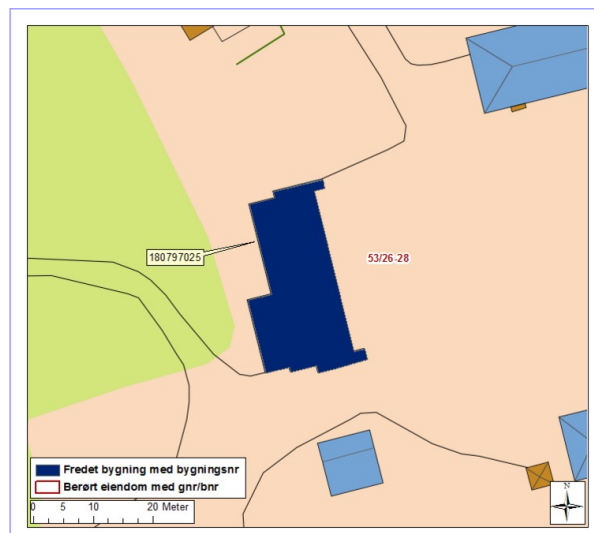 180797025
53/26-28
Fredet bygning med bygningsnr
Berørt eiendom med gnr/bnr
0 5 10 20 Meter
N